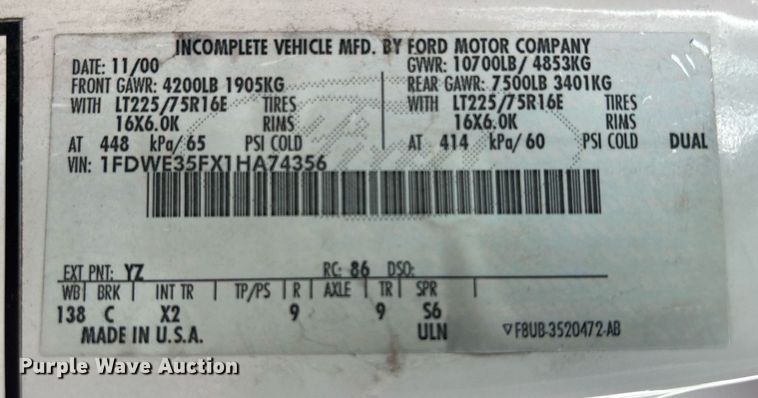 INCOMPLETE VEHICLE MFD. BY FORD MOTOR COMPANY
DATE: 11/00 GVWR: 10700LB/ 4853KG
FRONT GAWR: 4200LB 1905KG REAR GAWR: 7500LB 3401KG
WITH LT225/75R16E TIRES WITH LT225/75R16E TIRES
16X6.0K RIMS 16X6.0K RIMS
AT 448 kPa/ 65 PSI COLD AT 414 kPa/ 60 PSI COLD DUAL
VIN: 1FDWE35FX1HA74356
EXT PNT: YZ RC: 86 DSO:
WB BRK INT TR TP/PS R AXLE TR SPR
138 C X2 9 9 S6
MADE IN U.S.A. ULN ▽F8UB-3520472-AB
Purple Wave Auction